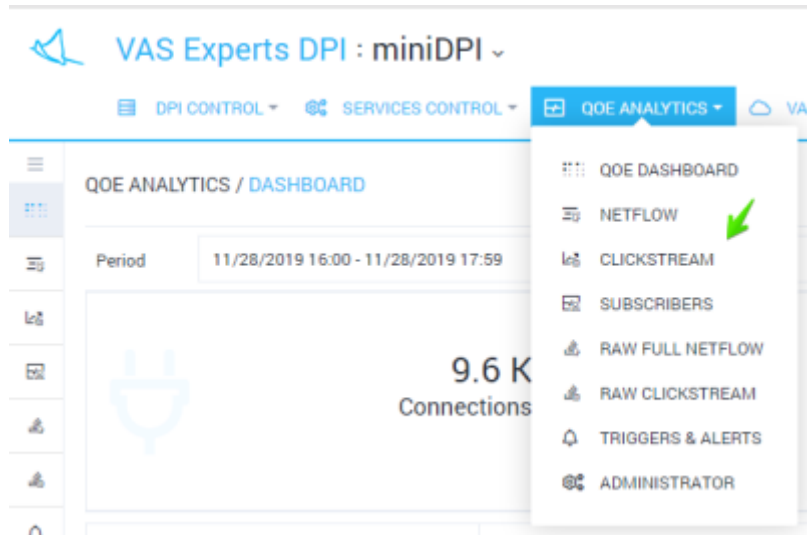 VAS Experts DPI : miniDPI
DPI CONTROL SERVICES CONTROL QOE ANALYTICS VA
QOE ANALYTICS / DASHBOARD
Period 11/28/2019 16:00 - 11/28/2019 17:59
9.6 K
Connections
QOE DASHBOARD
NETFLOW
CLICKSTREAM
SUBSCRIBERS
RAW FULL NETFLOW
RAW CLICKSTREAM
TRIGGERS & ALERTS
ADMINISTRATOR